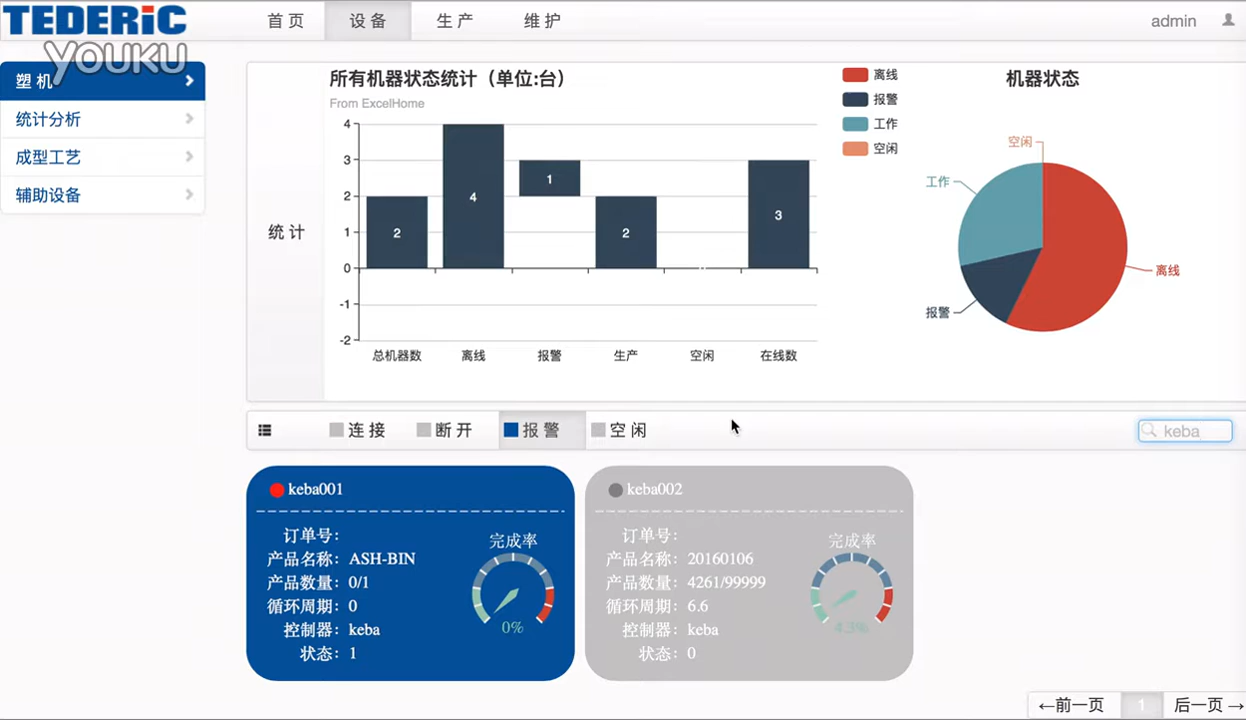 TEDERiC
YOUKU
首页 设备 生产 维护 admin
塑机
统计分析
成型工艺
辅助设备
统计
所有机器状态统计（单位:台）
From ExcelHome
4
3
2
1
0
-1
-2
2
4
1
2
3
总机器数 离线 报警 生产 空闲 在线数
离线
报警
工作
空闲
机器状态
空闲
工作
离线
报警
连接 断开 报警 空闲 keba
keba001
订单号:
产品名称: ASH-BIN
产品数量: 0/1
循环周期: 0
控制器: keba
状态: 1
完成率
0%
keba002
订单号:
产品名称: 20160106
产品数量: 4261/99999
循环周期: 6.6
控制器: keba
状态: 0
完成率
4.3%
←前一页 1 后一页→